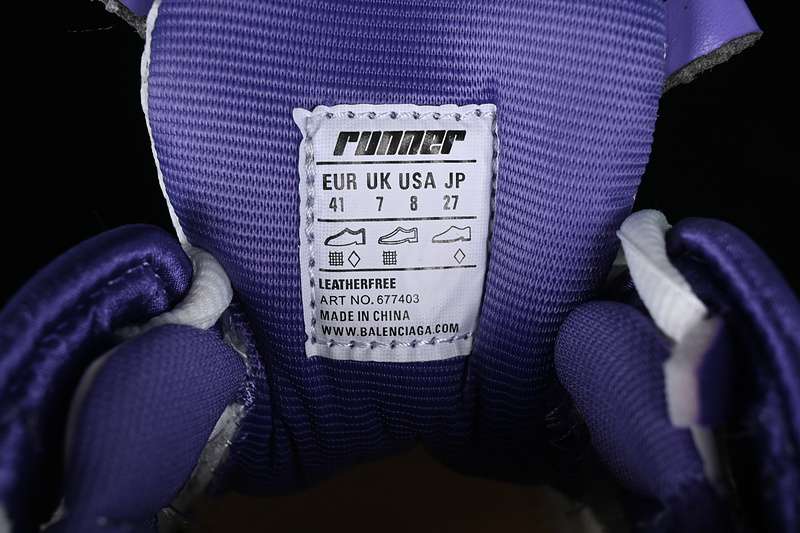 runner
EUR UK USA JP
41 7 8 27
LEATHERFREE
ART NO. 677403
MADE IN CHINA
WWW.BALENCIAGA.COM